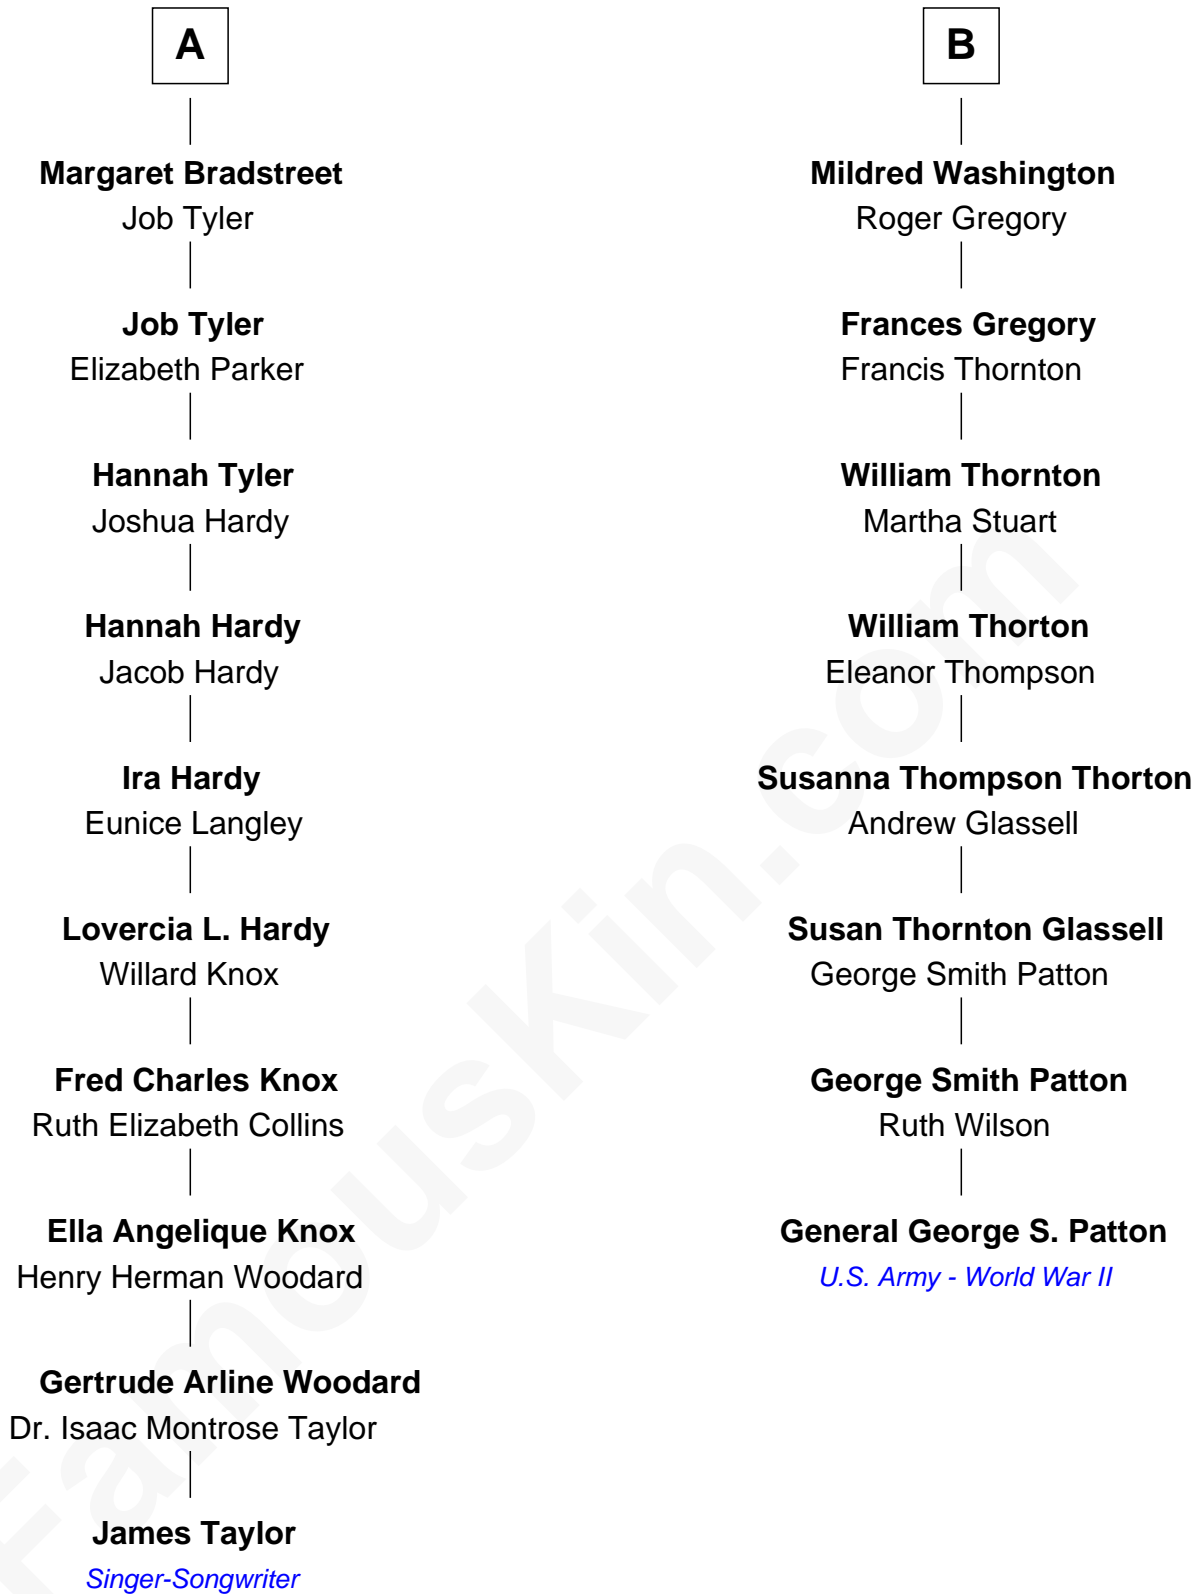 A
Margaret Bradstreet
Job Tyler
Job Tyler
Elizabeth Parker
Hannah Tyler
Joshua Hardy
Hannah Hardy
Jacob Hardy
Ira Hardy
Eunice Langley
Lovercia L. Hardy
Willard Knox
Fred Charles Knox
Ruth Elizabeth Collins
Ella Angelique Knox
Henry Herman Woodard
Gertrude Arline Woodard
Dr. Isaac Montrose Taylor
James Taylor
Singer-Songwriter
B
Mildred Washington
Roger Gregory
Frances Gregory
Francis Thornton
William Thornton
Martha Stuart
William Thorton
Eleanor Thompson
Susanna Thompson Thorton
Andrew Glassell
Susan Thornton Glassell
George Smith Patton
George Smith Patton
Ruth Wilson
General George S. Patton
U.S. Army - World War II
FamousKin.com